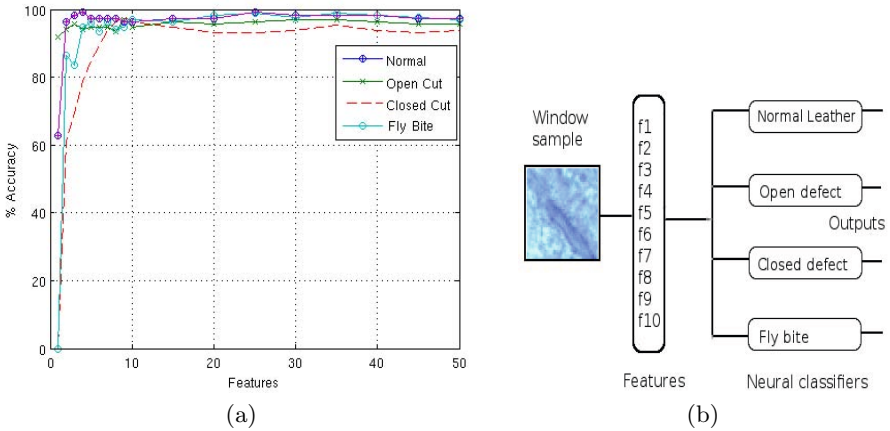 100
80
60
40
20
0
% Accuracy
0
10
20
30
40
50
Features
Normal
Open Cut
Closed Cut
Fly Bite
(a)
Window
sample
f1
f2
f3
f4
f5
f6
f7
f8
f9
f10
Features
Normal Leather
Open defect
Outputs
Closed defect
Fly bite
Neural classifiers
(b)